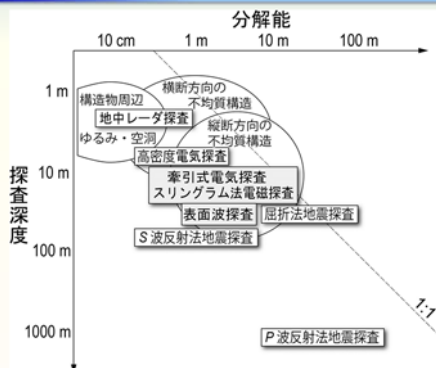 分解能
10 cm
1 m
10 m
100 m
探査深度
1 m
10 m
100 m
1000 m
横断方向の
不均質構造
構造物周辺
地中レーダ探査
ゆるみ・空洞
縦断方向の
不均質構造
高密度電気探査
牽引式電気探査
スリングラム法電磁探査
表面波探査
屈折法地震探査
S 波反射法地震探査
P 波反射法地震探査
1:1